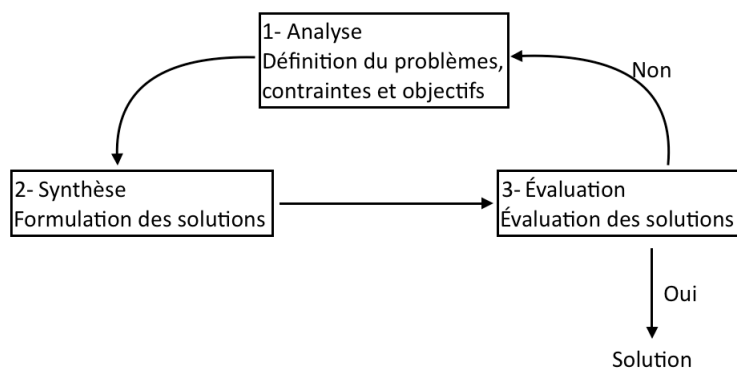 1- Analyse
Définition du problèmes,
contraintes et objectifs
Non
2- Synthèse
Formulation des solutions
3- Évaluation
Évaluation des solutions
Oui
Solution